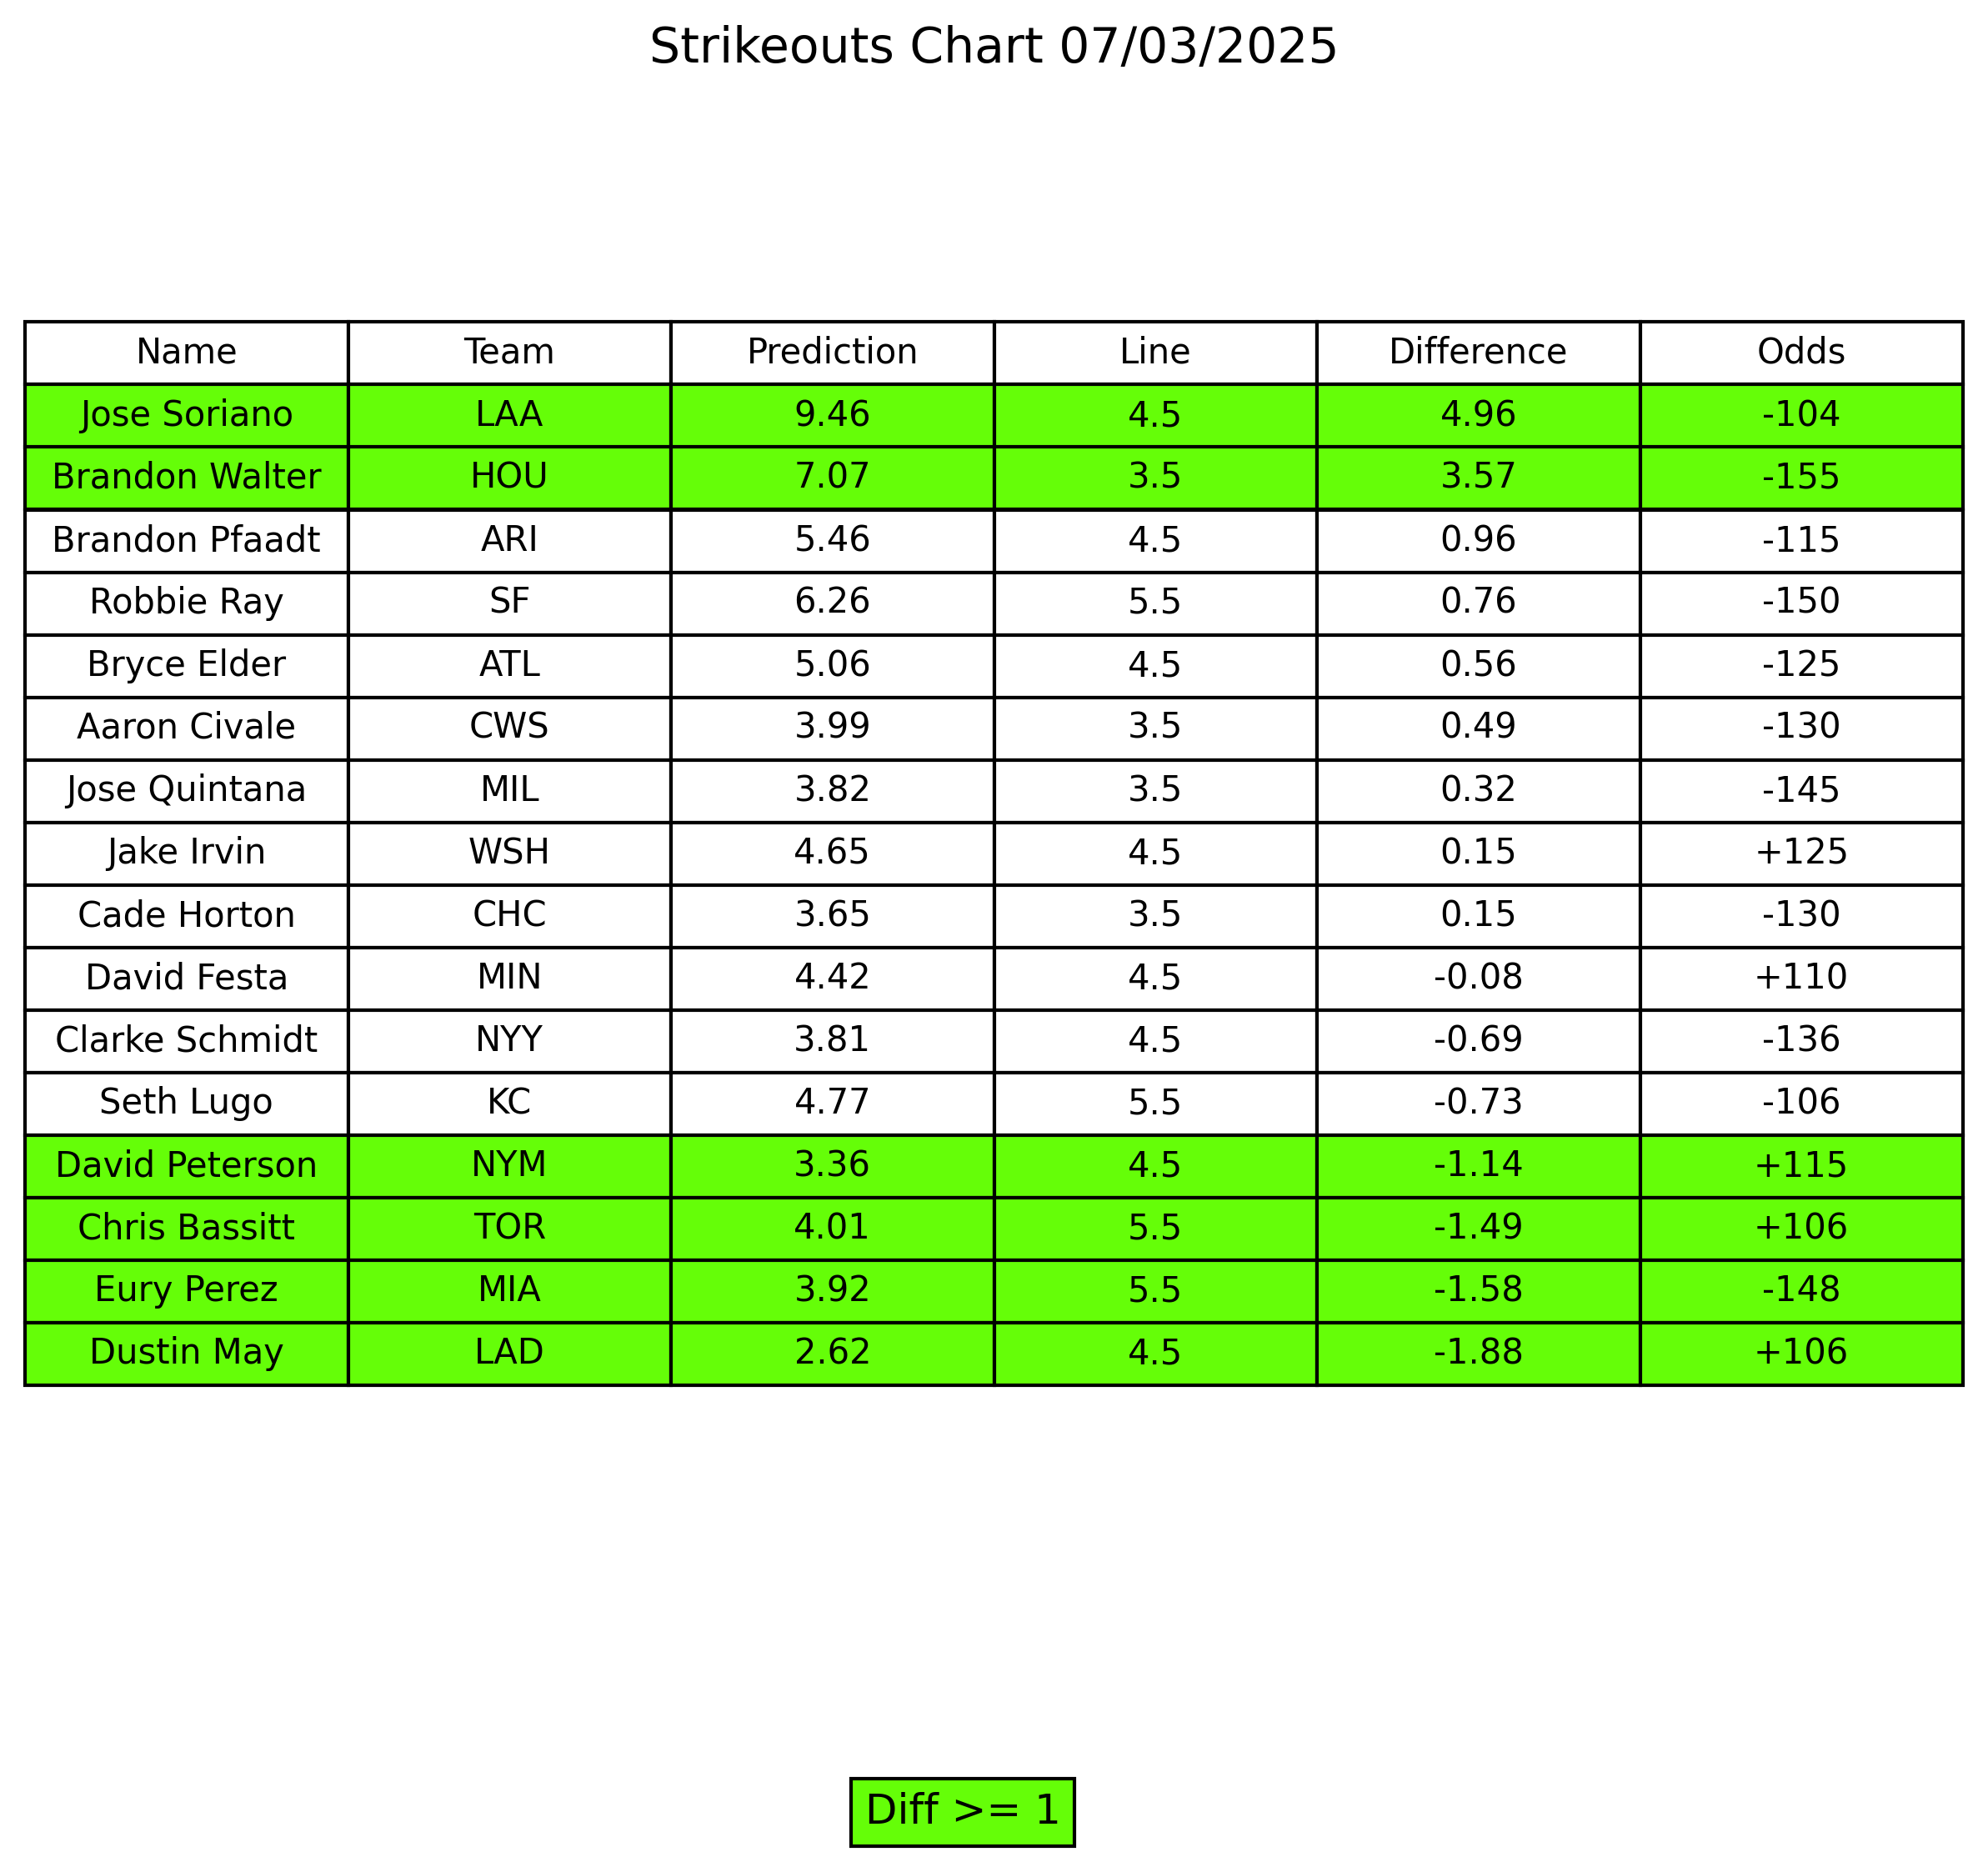 Strikeouts Chart 07/03/2025
Name Team Prediction Line Difference Odds
Jose Soriano LAA 9.46 4.5 4.96 -104
Brandon Walter HOU 7.07 3.5 3.57 -155
Brandon Pfaadt ARI 5.46 4.5 0.96 -115
Robbie Ray SF 6.26 5.5 0.76 -150
Bryce Elder ATL 5.06 4.5 0.56 -125
Aaron Civale CWS 3.99 3.5 0.49 -130
Jose Quintana MIL 3.82 3.5 0.32 -145
Jake Irvin WSH 4.65 4.5 0.15 +125
Cade Horton CHC 3.65 3.5 0.15 -130
David Festa MIN 4.42 4.5 -0.08 +110
Clarke Schmidt NYY 3.81 4.5 -0.69 -136
Seth Lugo KC 4.77 5.5 -0.73 -106
David Peterson NYM 3.36 4.5 -1.14 +115
Chris Bassitt TOR 4.01 5.5 -1.49 +106
Eury Perez MIA 3.92 5.5 -1.58 -148
Dustin May LAD 2.62 4.5 -1.88 +106
Diff >= 1